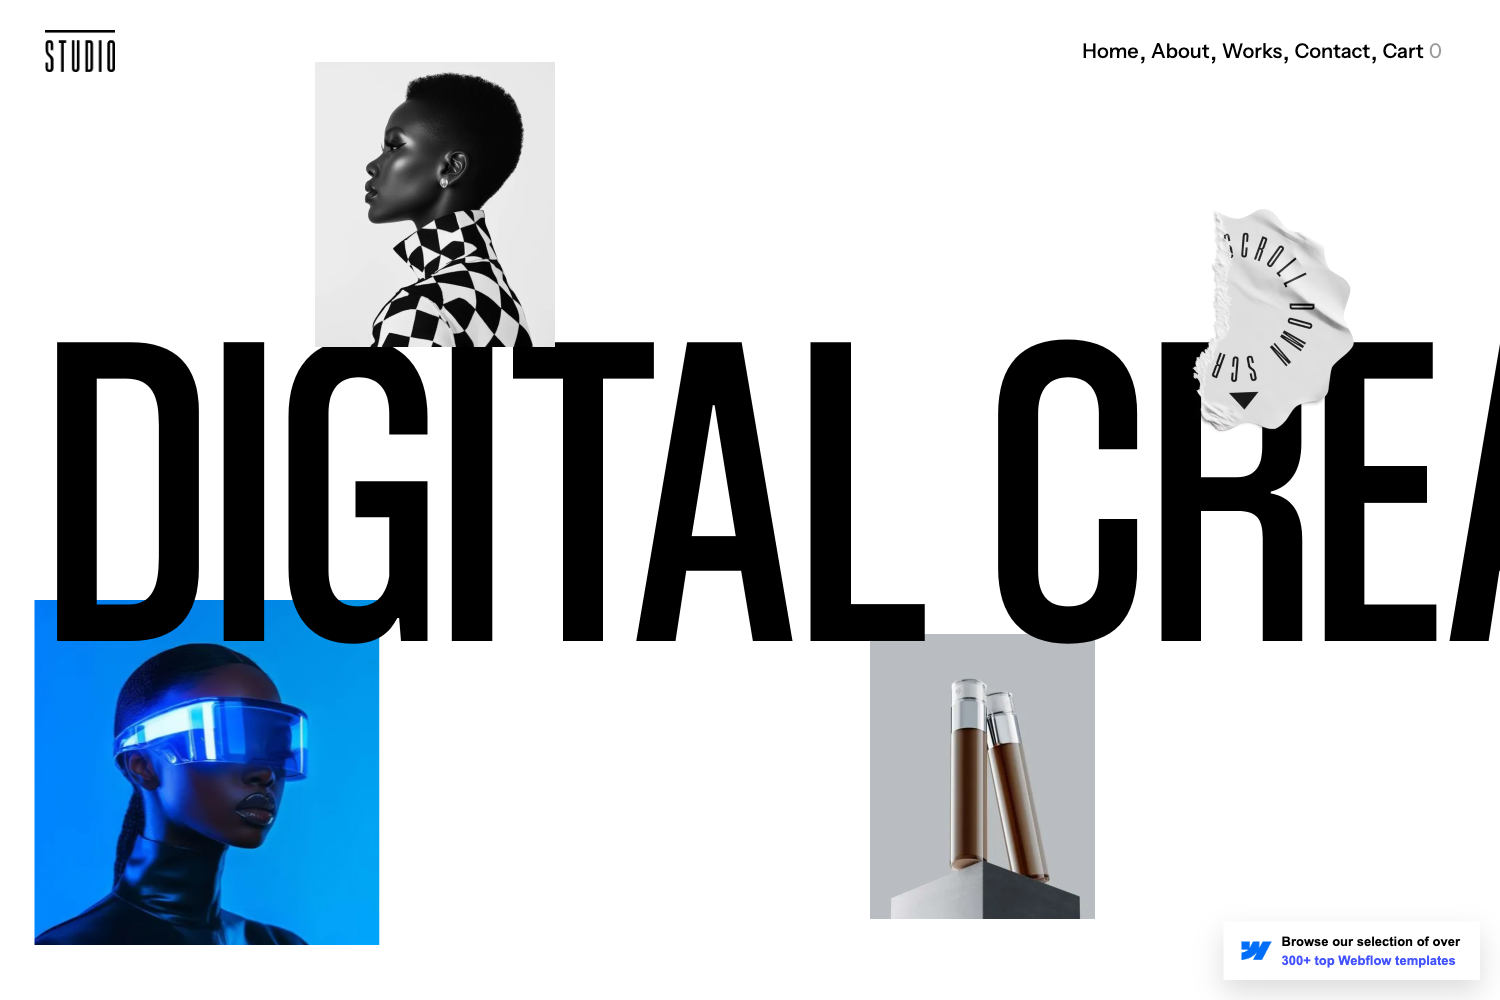 STUDIO
Home, About, Works, Contact, Cart 0
SCROLL DOWN
SCR
DIGITAL CREA
Browse our selection of over
300+ top Webflow templates